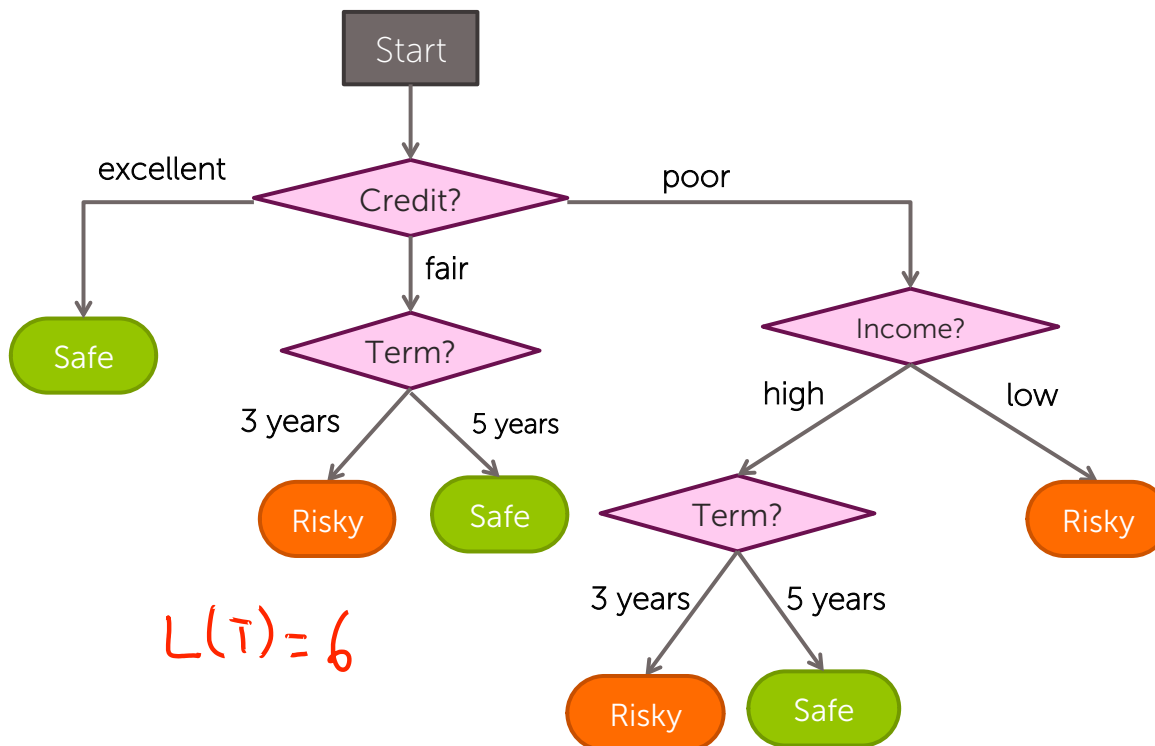 Start
excellent
poor
Credit?
fair
Income?
Safe
Term?
high
low
3 years
5 years
Risky
Safe
Term?
Risky
3 years
5 years
L(T)=6
Risky
Safe